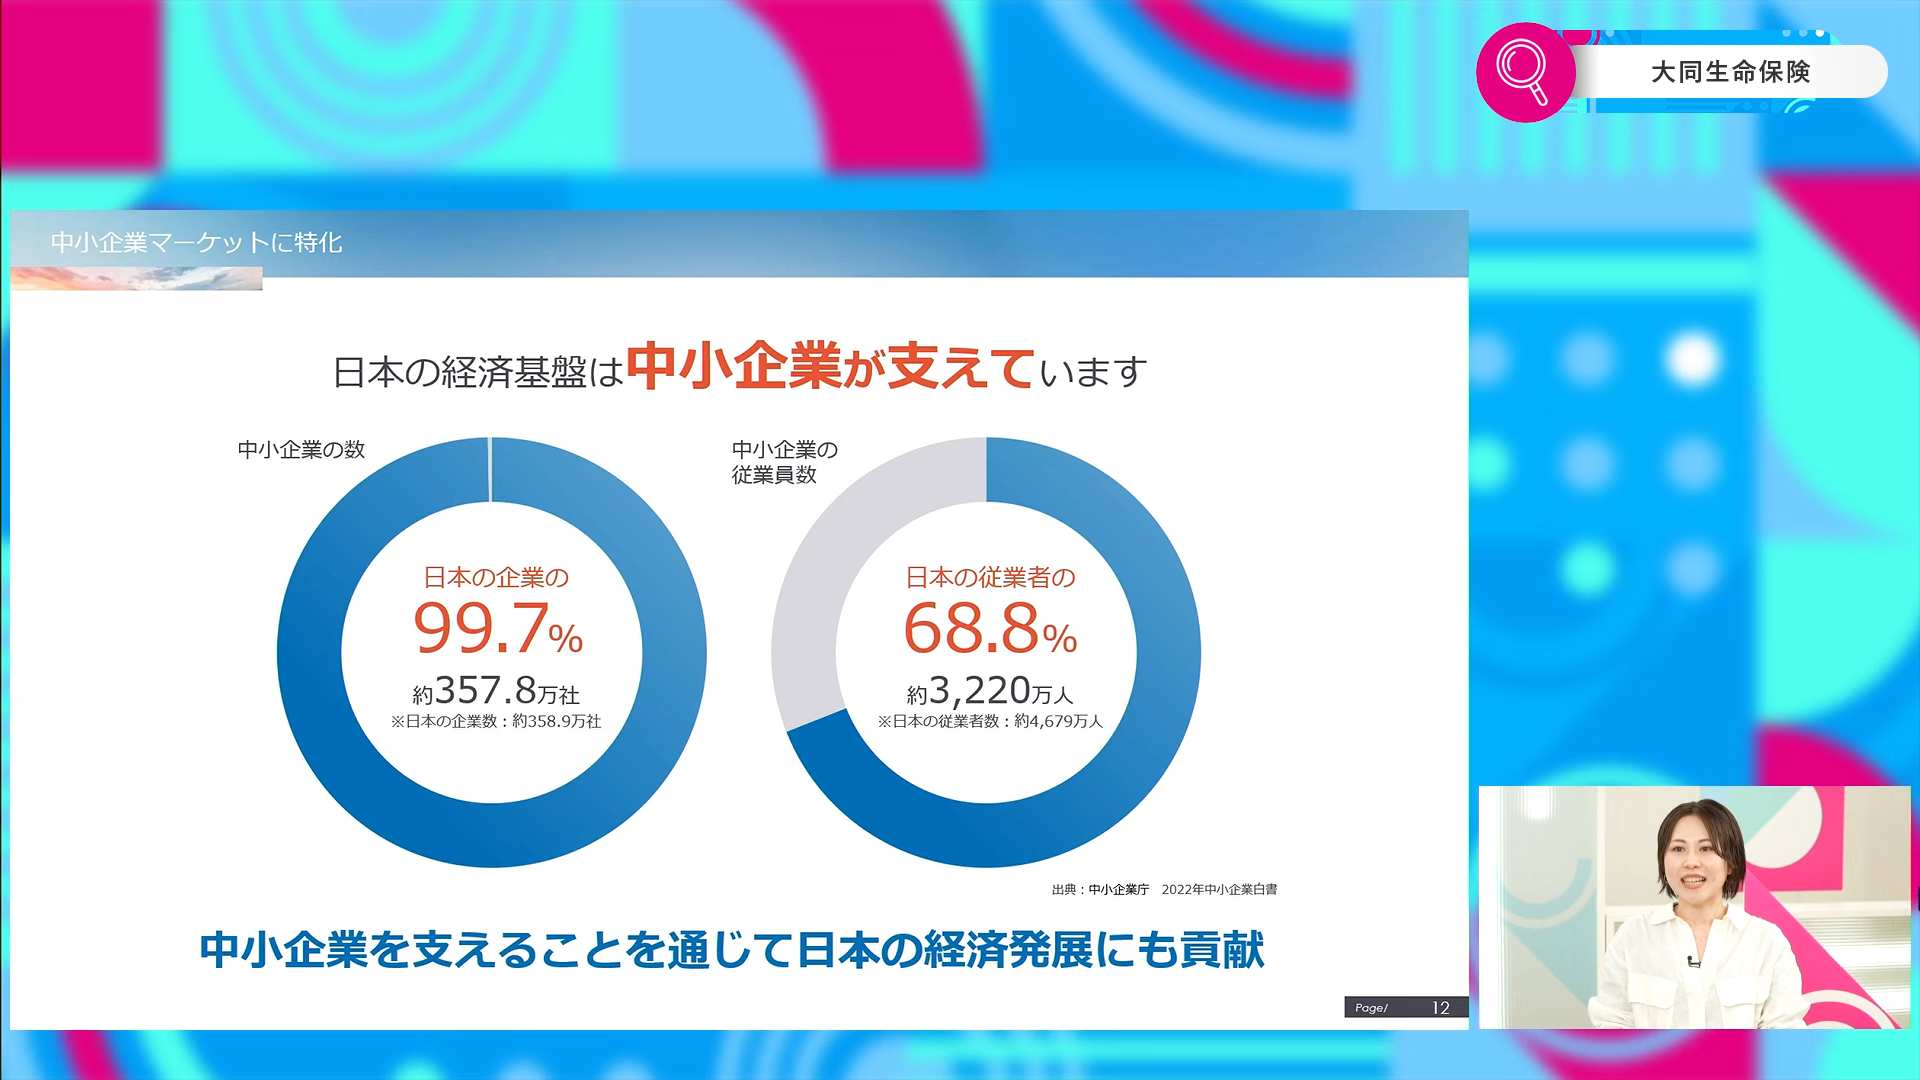 大同生命保険
中小企業マーケットに特化
日本の経済基盤は中小企業が支えています
中小企業の数
日本の企業の
99.7%
約357.8万社
※日本の企業数：約358.9万社
中小企業の
従業員数
日本の従業者の
68.8%
約3,220万人
※日本の従業者数：約4,679万人
出典：中小企業庁　2022年中小企業白書
中小企業を支えることを通じて日本の経済発展にも貢献
Page/ 12